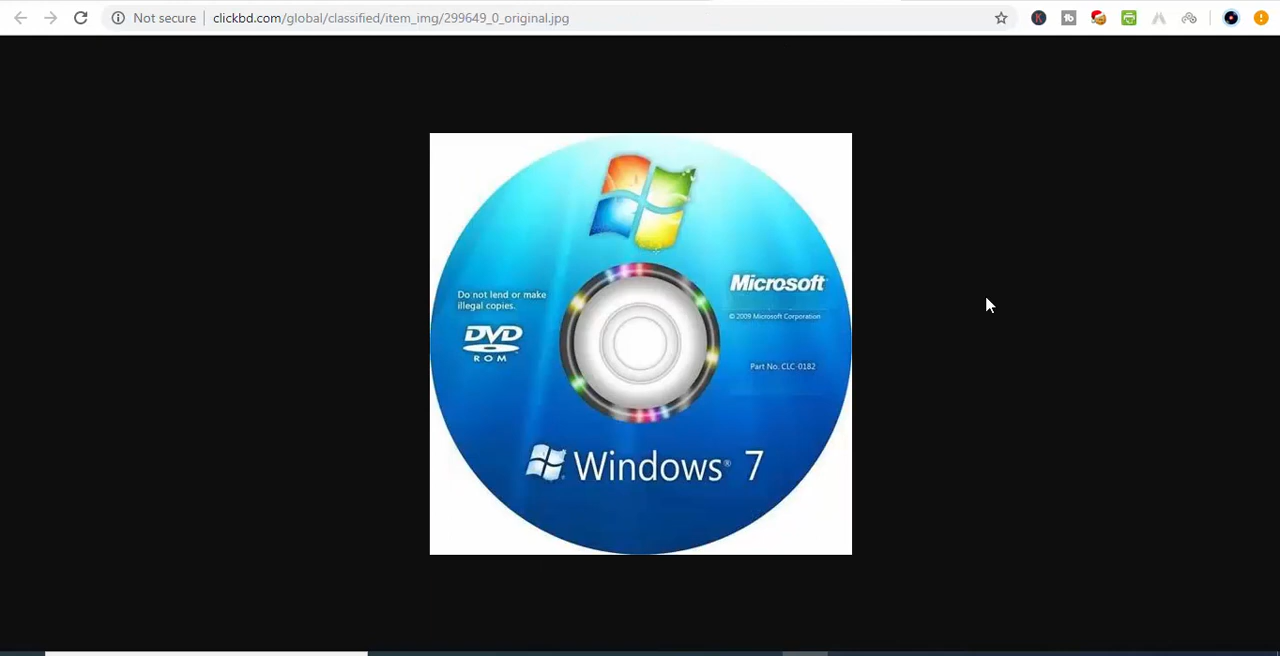 Not secure
clickbd.com/global/classified/item_img/299649_0_original.jpg
Do not lend or make
illegal copies.
DVD
ROM
Microsoft
© 2009 Microsoft Corporation
Part No. CLC-0182
Windows® 7